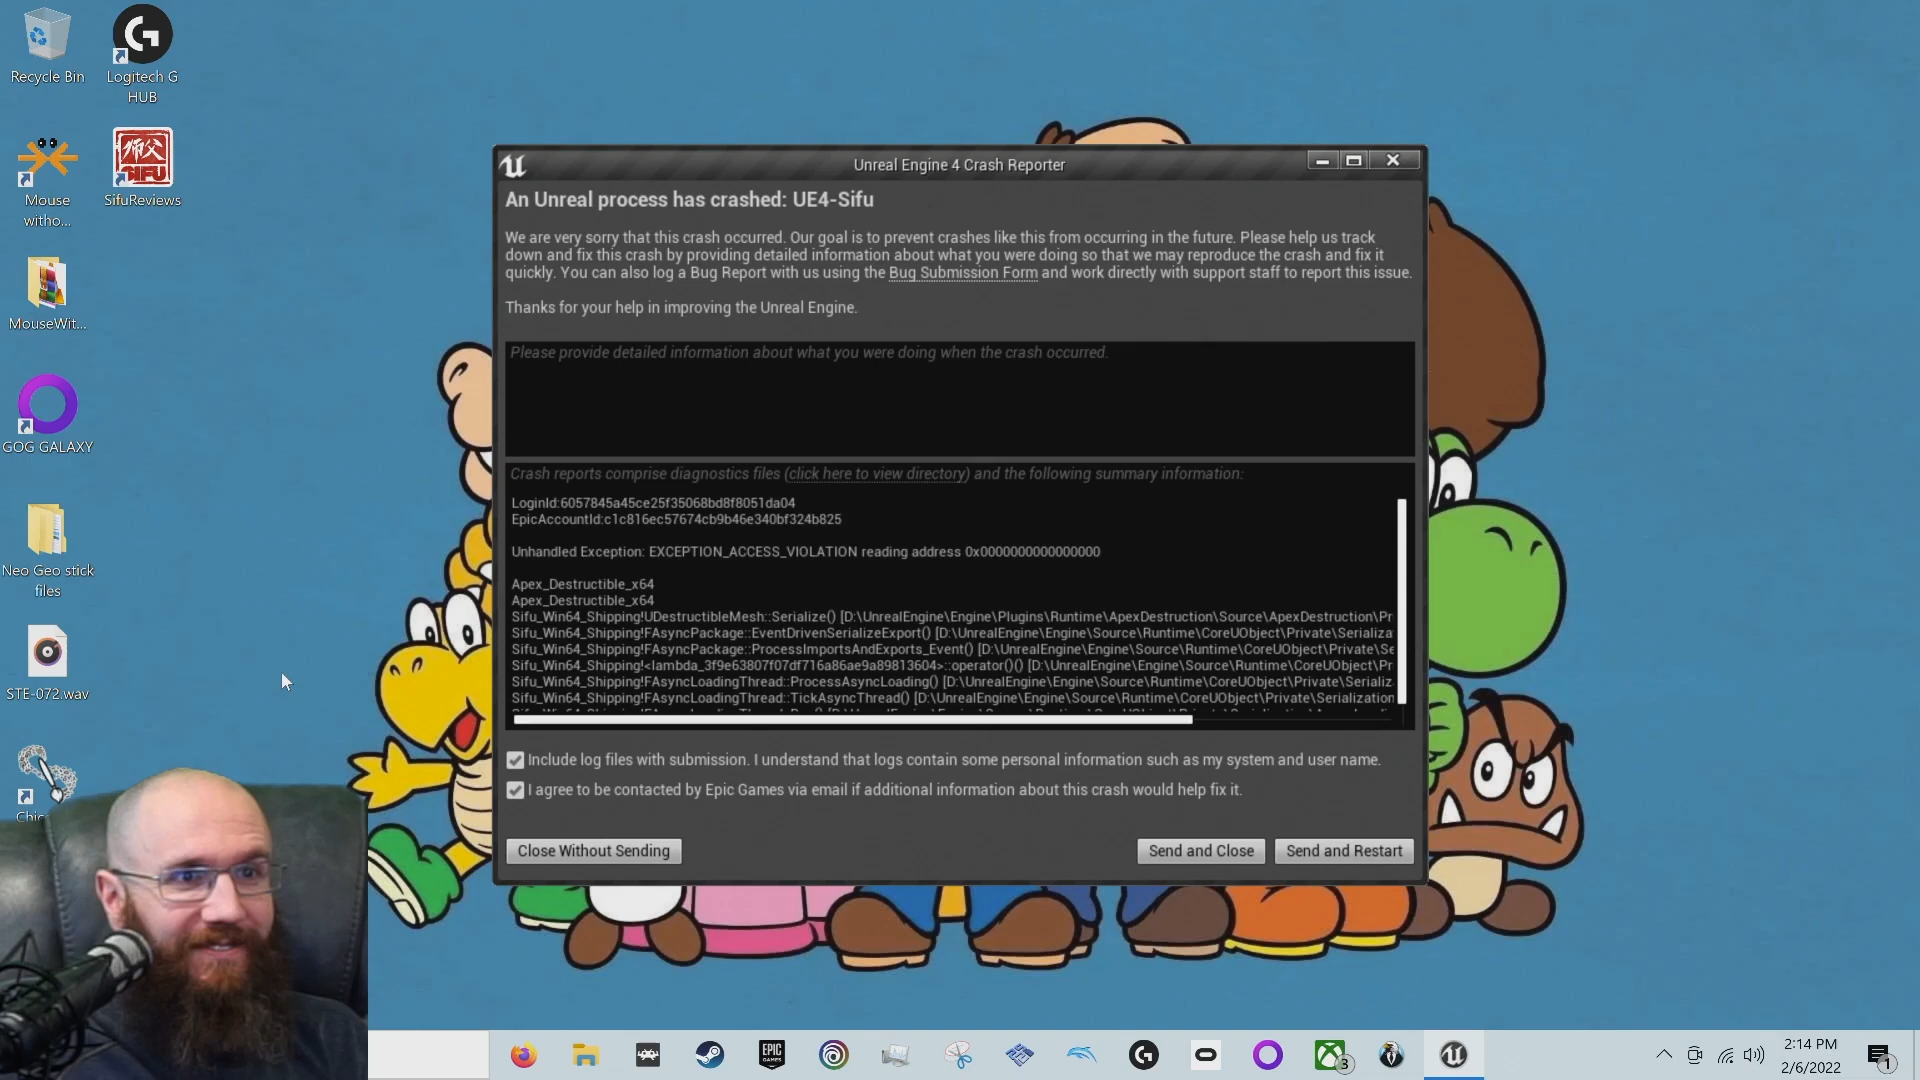 Recycle Bin
Logitech G
HUB
Mouse
witho...
师父
SIFU
SifuReviews
MouseWit...
GOG GALAXY
Neo Geo stick
files
STE-072.wav
Unreal Engine 4 Crash Reporter
An Unreal process has crashed: UE4-Sifu
We are very sorry that this crash occurred. Our goal is to prevent crashes like this from occurring in the future. Please help us track
down and fix this crash by providing detailed information about what you were doing so that we may reproduce the crash and fix it
quickly. You can also log a Bug Report with us using the Bug Submission Form and work directly with support staff to report this issue.
Thanks for your help in improving the Unreal Engine.
Please provide detailed information about what you were doing when the crash occurred.
Crash reports comprise diagnostics files (click here to view directory) and the following summary information:
LoginId:6057845a45ce25f35068bd8f8051da04
EpicAccountId:c1c816ec57674cb9b46e340bf324b825
Unhandled Exception: EXCEPTION_ACCESS_VIOLATION reading address 0x0000000000000000
Apex_Destructible_x64
Apex_Destructible_x64
Sifu_Win64_Shipping!UDestructibleMesh::Serialize() [D:\UnrealEngine\Engine\Plugins\Runtime\ApexDestruction\Source\ApexDestruction\Pr
Sifu_Win64_Shipping!FAsyncPackage::EventDrivenSerializeExport() [D:\UnrealEngine\Engine\Source\Runtime\CoreUObject\Private\Serializa
Sifu_Win64_Shipping!FAsyncPackage::ProcessImportsAndExports_Event() [D:\UnrealEngine\Engine\Source\Runtime\CoreUObject\Private\Se
Sifu_Win64_Shipping!<lambda_3f9e63807f07df716a86ae9a89813604>::operator()() [D:\UnrealEngine\Engine\Source\Runtime\CoreUObject\Pr
Sifu_Win64_Shipping!FAsyncLoadingThread::ProcessAsyncLoading() [D:\UnrealEngine\Engine\Source\Runtime\CoreUObject\Private\Serializ
Sifu_Win64_Shipping!FAsyncLoadingThread::TickAsyncThread() [D:\UnrealEngine\Engine\Source\Runtime\CoreUObject\Private\Serialization
Include log files with submission. I understand that logs contain some personal information such as my system and user name.
I agree to be contacted by Epic Games via email if additional information about this crash would help fix it.
Close Without Sending
Send and Close
Send and Restart
EPIC
GAMES
3
2:14 PM
2/6/2022
1